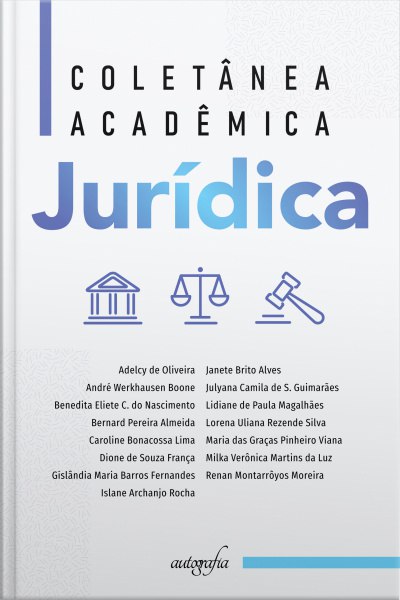 COLETÂNEA
ACADÊMICA
Jurídica
Adelcy de Oliveira
André Werkhausen Boone
Benedita Eliete C. do Nascimento
Bernard Pereira Almeida
Caroline Bonacossa Lima
Dione de Souza França
Gislândia Maria Barros Fernandes
Islane Archanjo Rocha
Janete Brito Alves
Julyana Camila de S. Guimarães
Lidiane de Paula Magalhães
Lorena Uliana Rezende Silva
Maria das Graças Pinheiro Viana
Milka Verônica Martins da Luz
Renan Montarrôyos Moreira
autografia